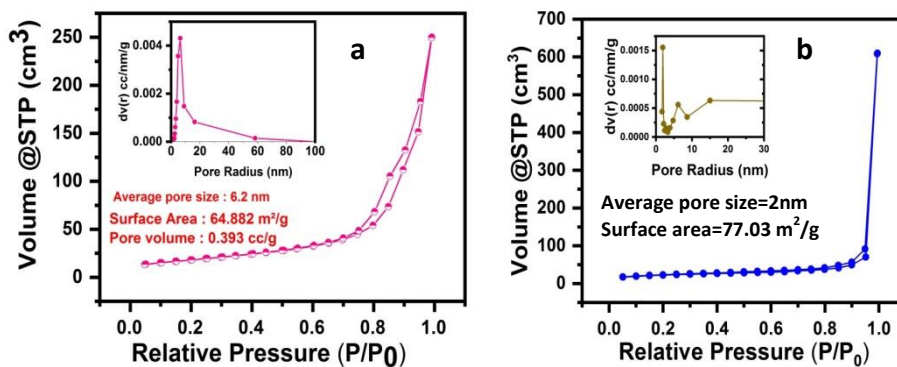 a
Volume @STP (cm³)
250
200
150
100
50
0
0.0 0.2 0.4 0.6 0.8 1.0
Relative Pressure (P/P0)
dv(r) cc/nm/g
0.004
0.002
0.000
0 20 40 60 80 100
Pore Radius (nm)
Average pore size : 6.2 nm
Surface Area : 64.882 m²/g
Pore volume : 0.393 cc/g
b
Volume @STP (cm³)
700
600
500
400
300
200
100
0
0.0 0.2 0.4 0.6 0.8 1.0
Relative Pressure (P/P₀)
dv(r) cc/nm/g
0.0015
0.0010
0.0005
0.0000
0 10 20 30
Pore Radius (nm)
Average pore size=2nm
Surface area=77.03 m²/g